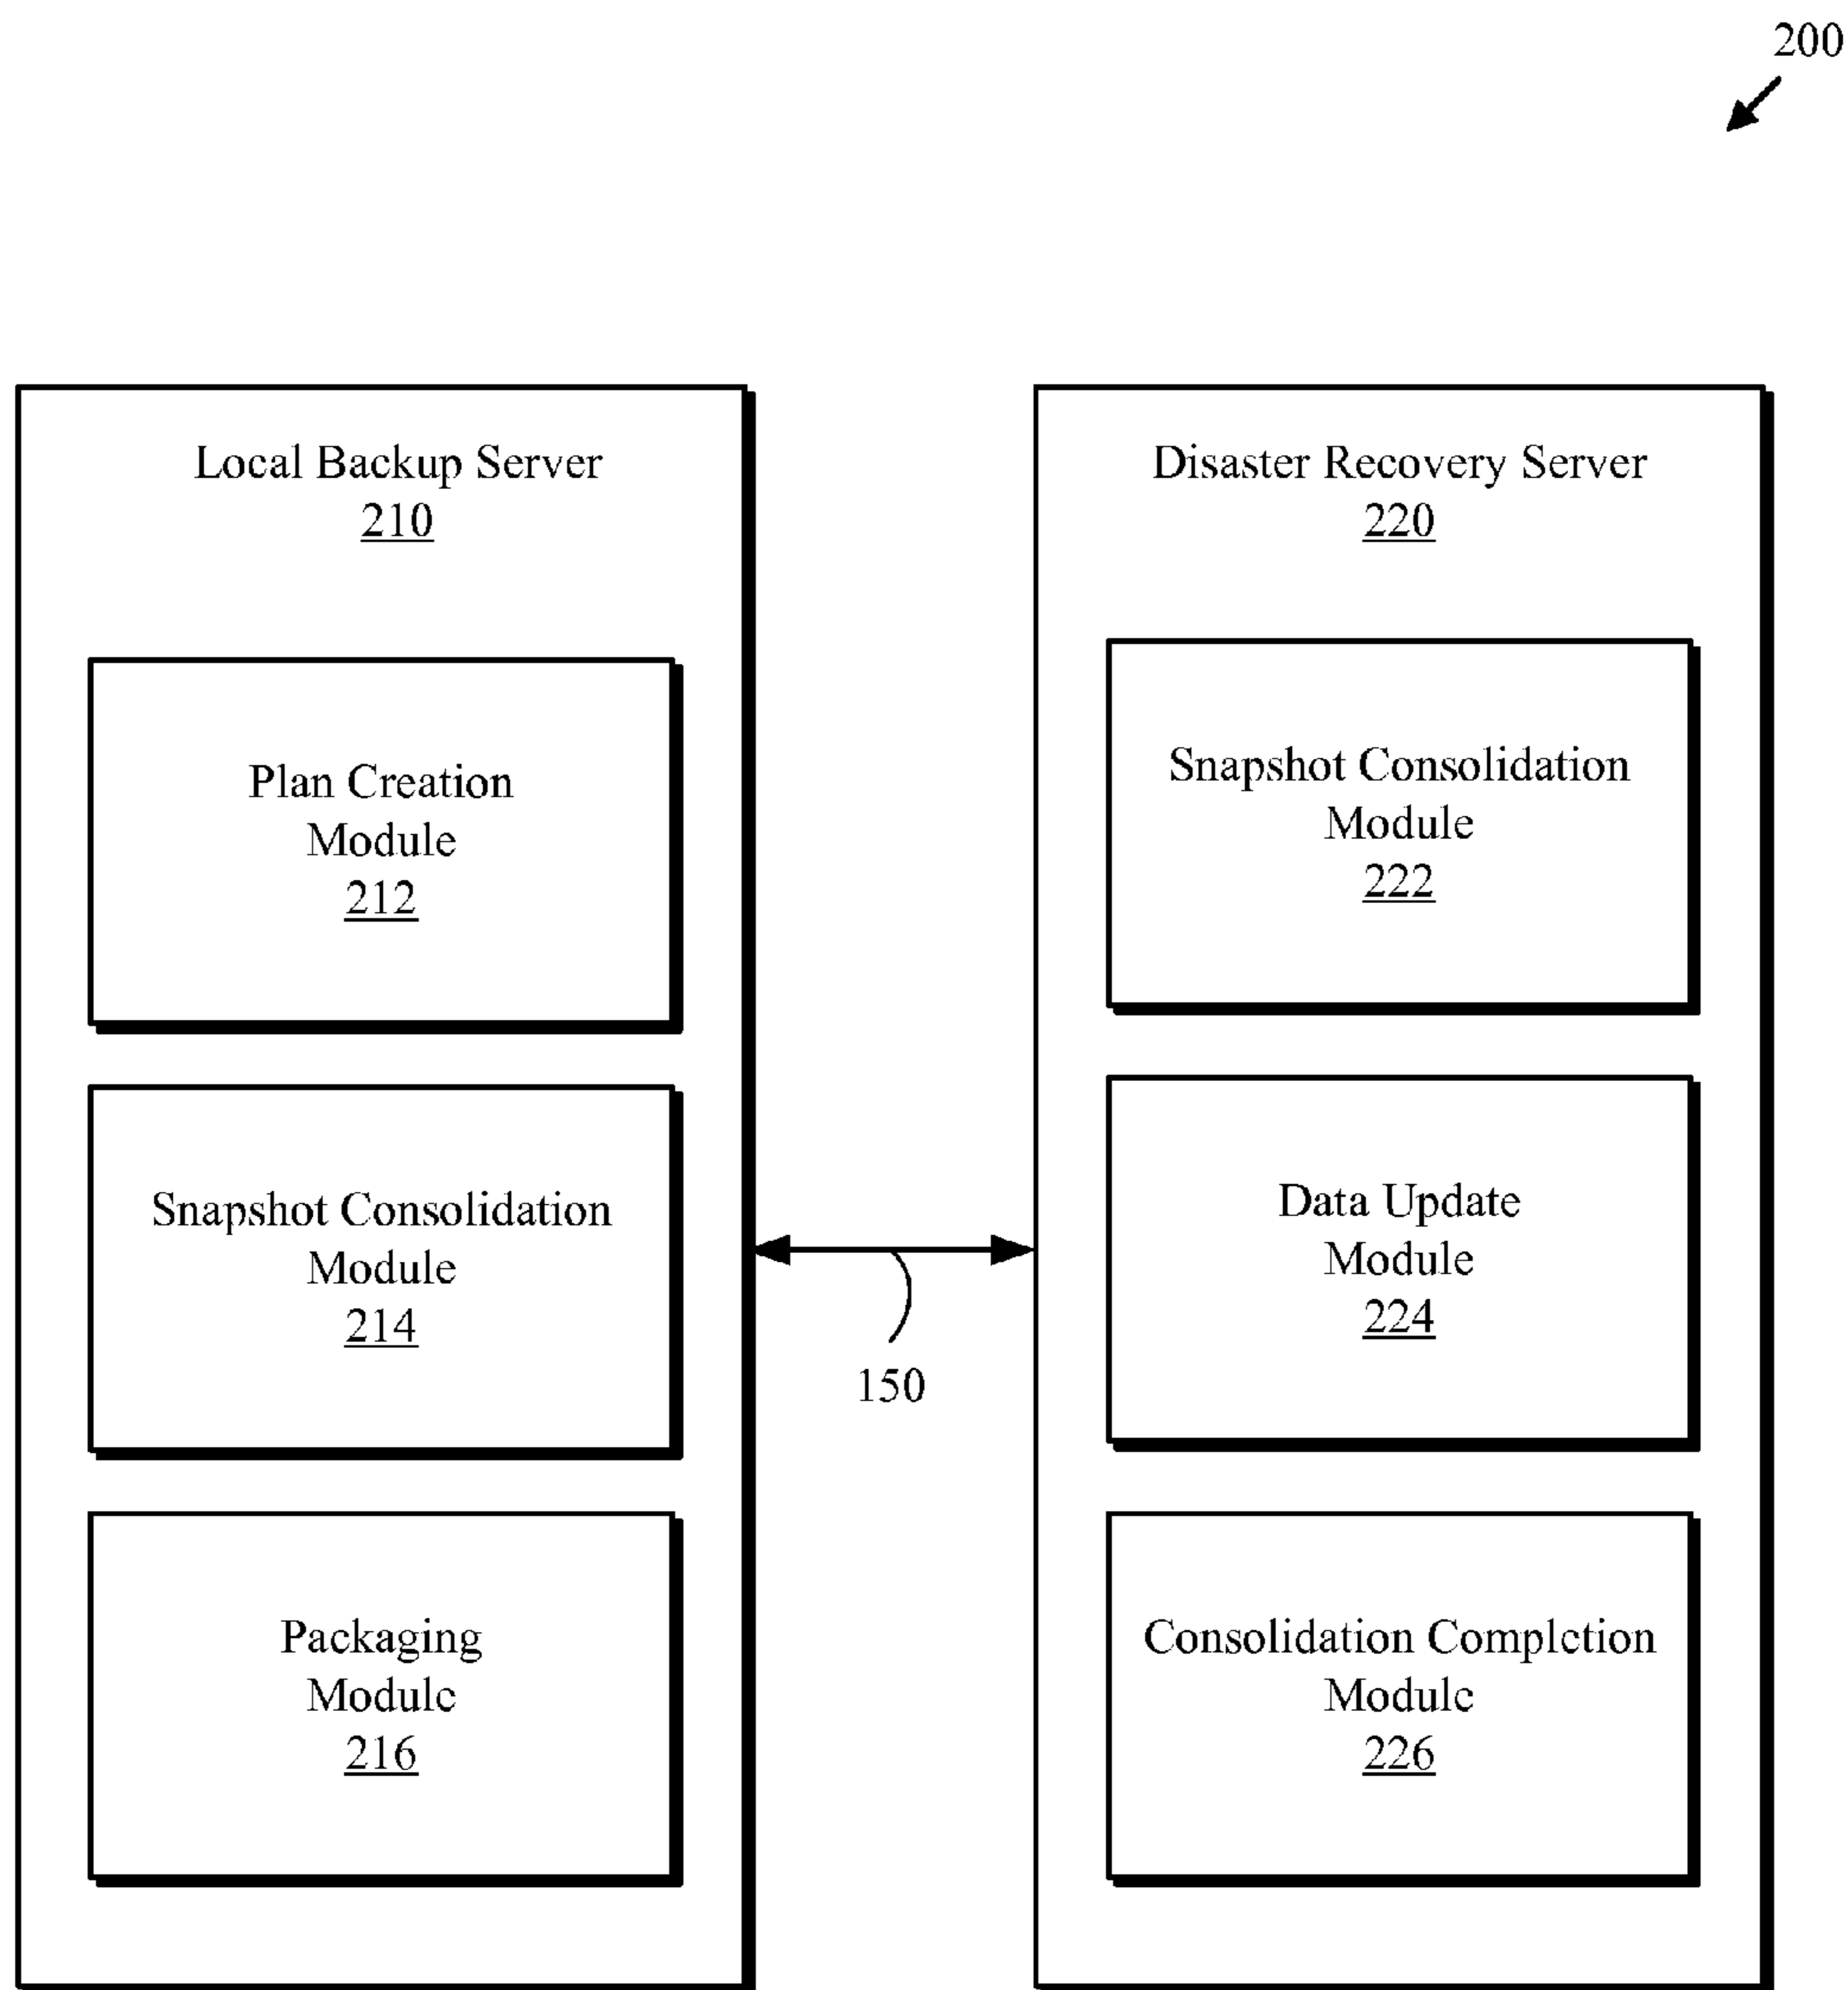 200
Local Backup Server
210
Plan Creation
Module
212
Snapshot Consolidation
Module
214
Packaging
Module
216
150
Disaster Recovery Server
220
Snapshot Consolidation
Module
222
Data Update
Module
224
Consolidation Completion
Module
226